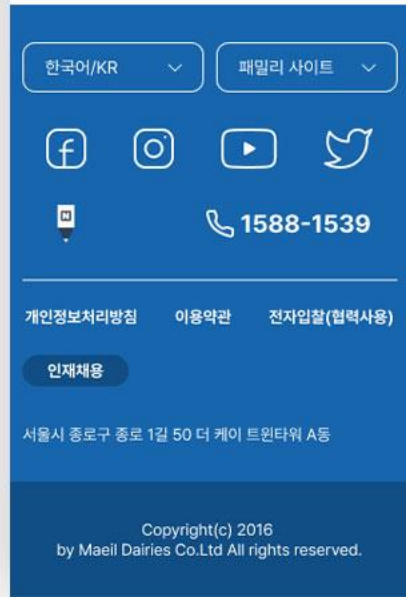 한국어/KR 패밀리 사이트
N
1588-1539
개인정보처리방침 이용약관 전자입찰(협력사용)
인재채용
서울시 종로구 종로 1길 50 더 케이 트윈타워 A동
Copyright(c) 2016
by Maeil Dairies Co.Ltd All rights reserved.